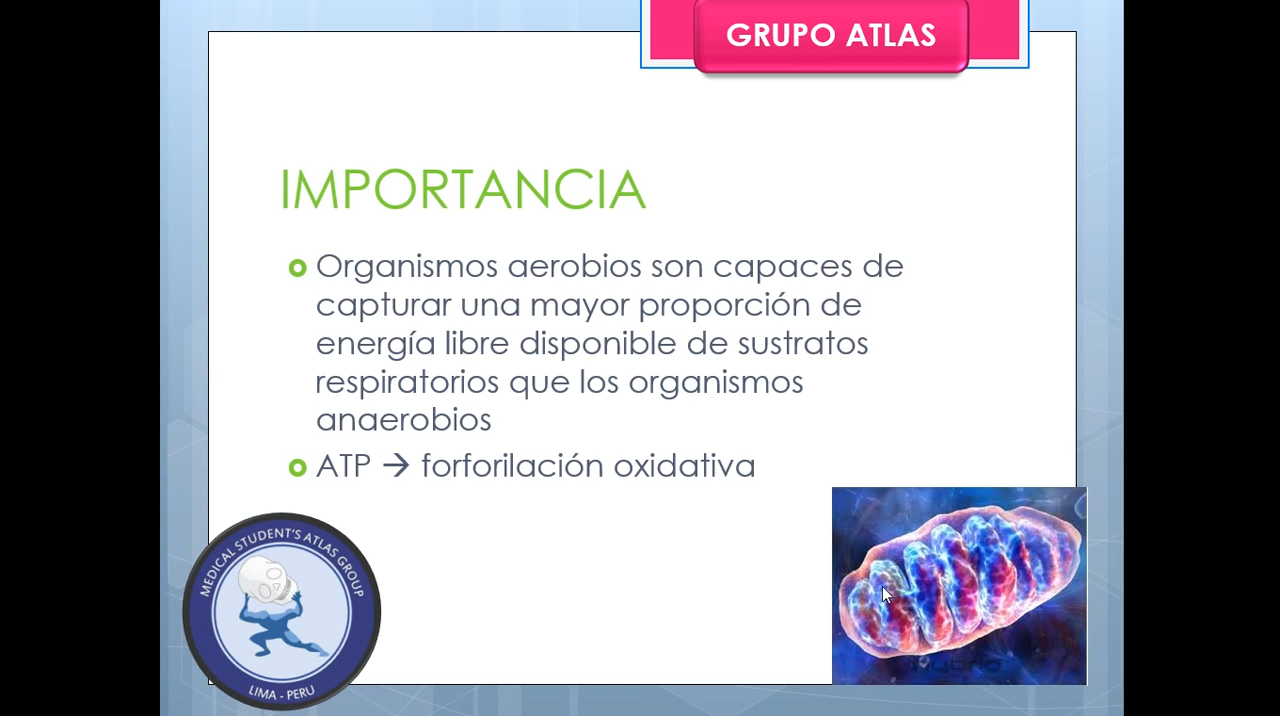 GRUPO ATLAS
IMPORTANCIA
Organismos aerobios son capaces de
capturar una mayor proporción de
energía libre disponible de sustratos
respiratorios que los organismos
anaerobios
ATP → forforilación oxidativa
MEDICAL STUDENT'S ATLAS GROUP
LIMA - PERU